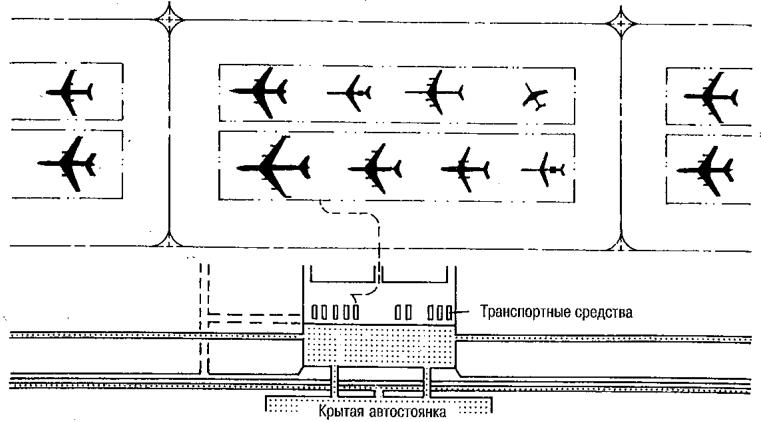 Транспортные средства
Крытая автостоянка